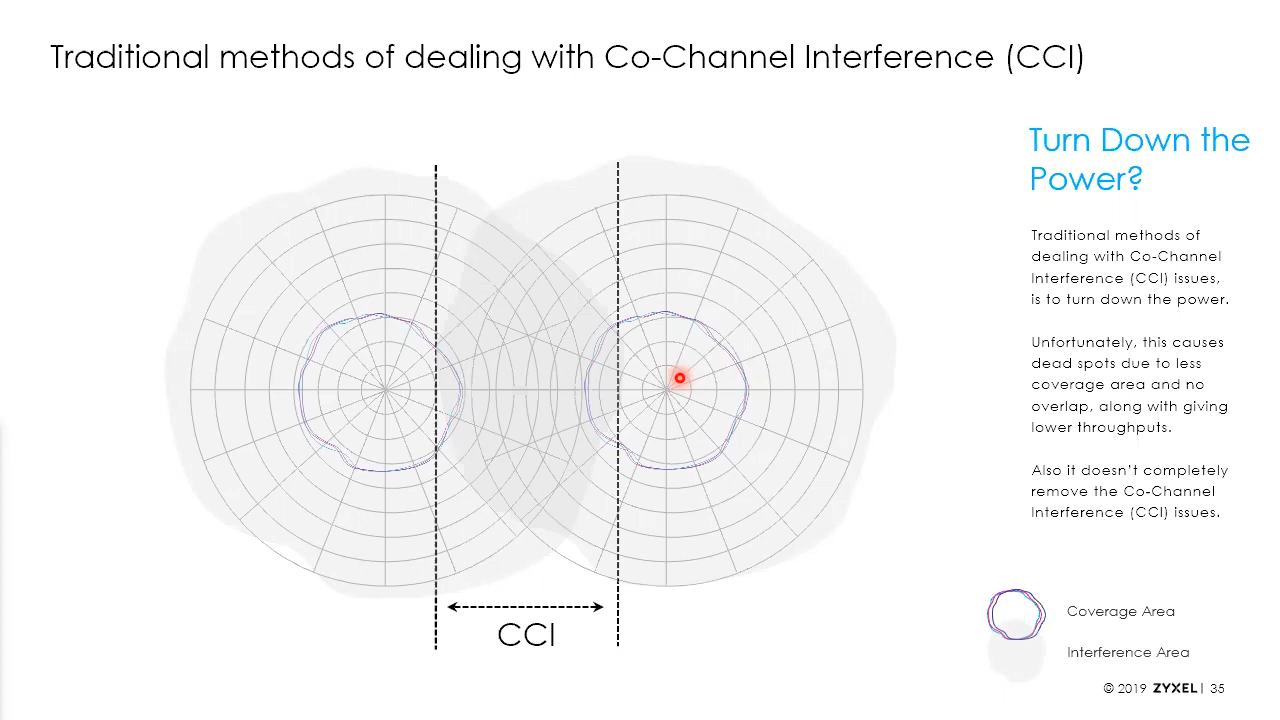 Traditional methods of dealing with Co-Channel Interference (CCI)
Turn Down the
Power?
Traditional methods of
dealing with Co-Channel
Interference (CCI) issues,
is to turn down the power.
Unfortunately, this causes
dead spots due to less
coverage area and no
overlap, along with giving
lower throughputs.
Also it doesn't completely
remove the Co-Channel
Interference (CCI) issues.
CCI
Coverage Area
Interference Area
© 2019 ZYXEL | 35